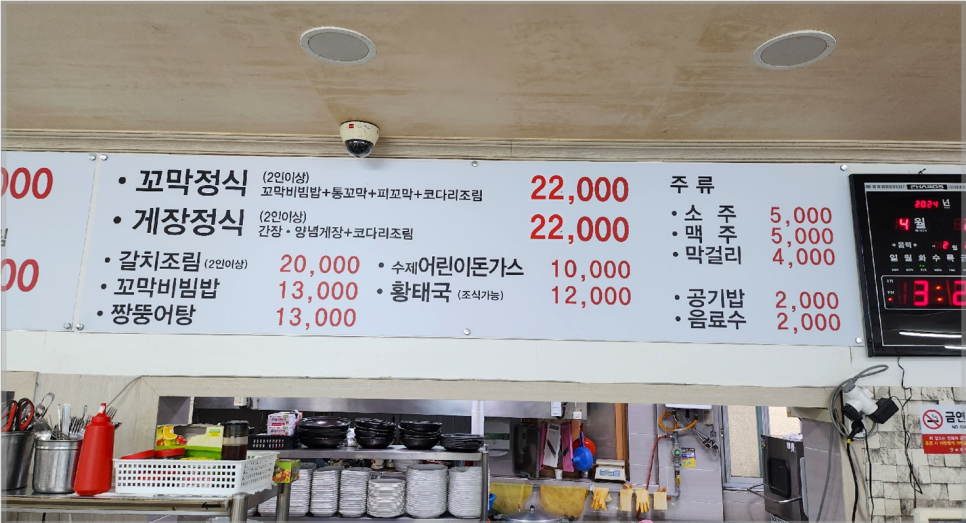 00
00
• 꼬막정식 (2인이상) 22,000
꼬막비빔밥+통꼬막+피꼬막+코다리조림
• 게장정식 (2인이상) 22,000
간장·양념게장+코다리조림
• 갈치조림 (2인이상) 20,000
• 꼬막비빔밥 13,000
• 짱뚱어탕 13,000
• 수제어린이돈가스 10,000
• 황태국 (조식가능) 12,000
주 류
• 소 주 5,000
• 맥 주 5,000
• 막걸리 4,000
• 공기밥 2,000
• 음료수 2,000
2024 년
4 월
음력 2 월
일 월 화 수 목
3:2
금연